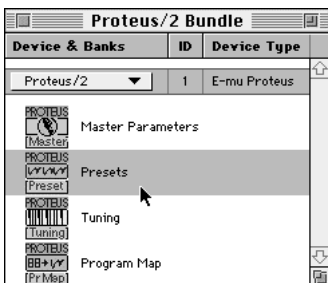 Proteus/2 Bundle
Device & Banks ID Device Type
Proteus/2 1 E-mu Proteus
PROTEUS
[Master]
Master Parameters
PROTEUS
[Preset]
Presets
PROTEUS
[Tuning]
Tuning
PROTEUS
[PrMap]
Program Map